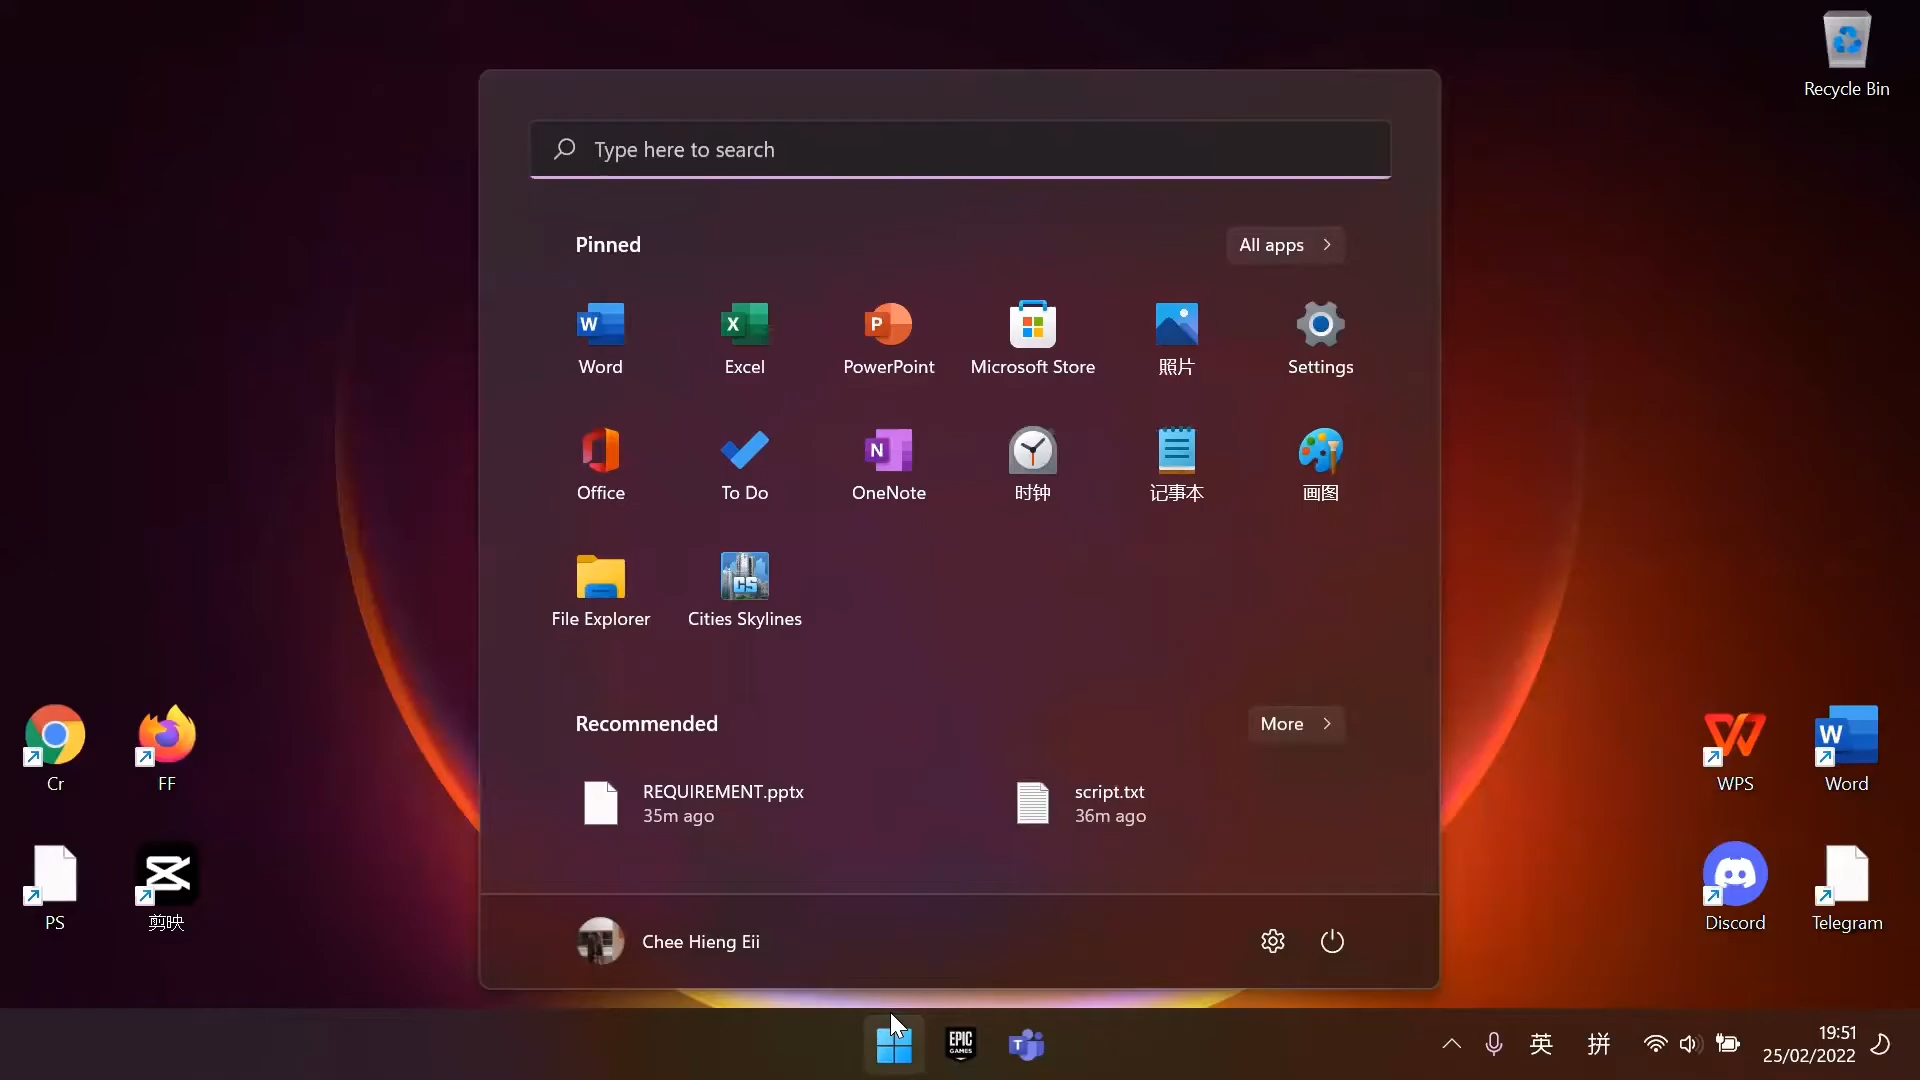 Recycle Bin
Type here to search
Pinned
All apps
Word
Excel
PowerPoint
Microsoft Store
照片
Settings
Office
To Do
OneNote
时钟
记事本
画图
CS
File Explorer
Cities Skylines
Recommended
More
REQUIREMENT.pptx
35m ago
script.txt
36m ago
Chee Hieng Eii
Cr
FF
PS
剪映
WPS
Word
Discord
Telegram
EPIC
GAMES
英
拼
19:51
25/02/2022